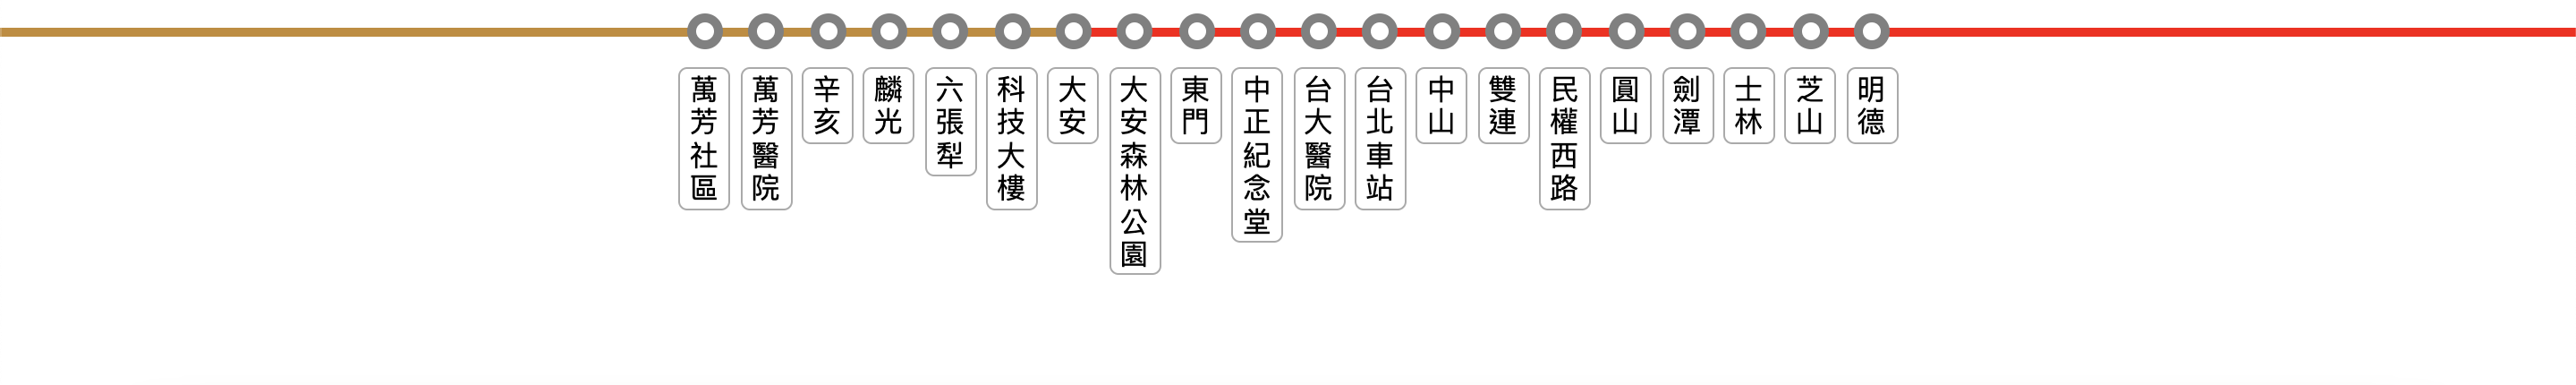 萬芳社區
萬芳醫院
辛亥
麟光
六張犁
科技大樓
大安
大安森林公園
東門
中正紀念堂
台大醫院
台北車站
中山
雙連
民權西路
圓山
劍潭
士林
芝山
明德